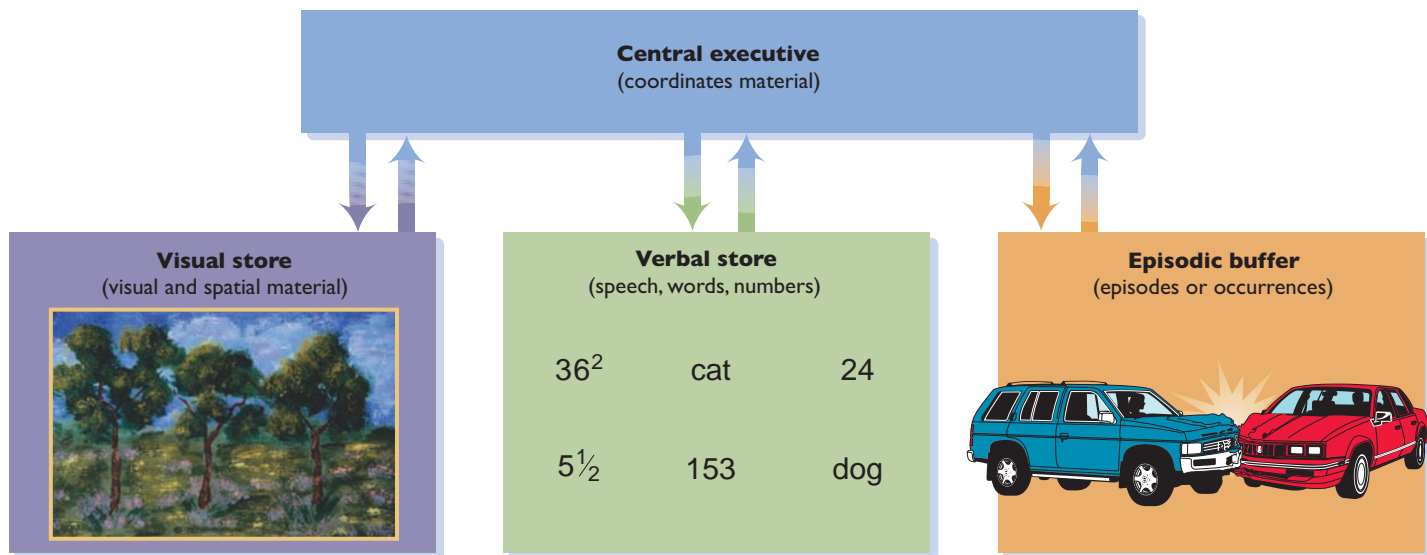 Central executive
(coordinates material)
Visual store
(visual and spatial material)
Verbal store
(speech, words, numbers)
36² cat 24
5½ 153 dog
Episodic buffer
(episodes or occurrences)